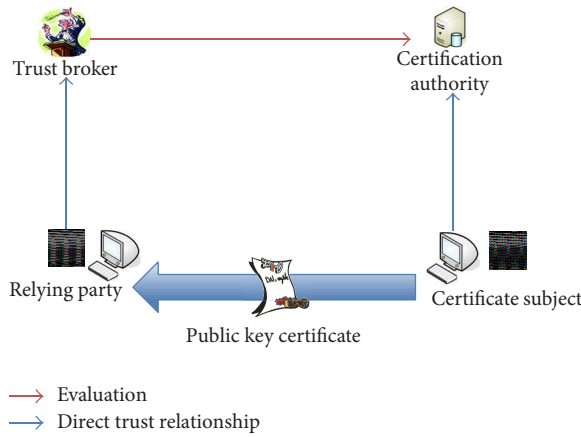 Trust broker
Certification
authority
Relying party
Certificate subject
Public key certificate
Evaluation
Direct trust relationship